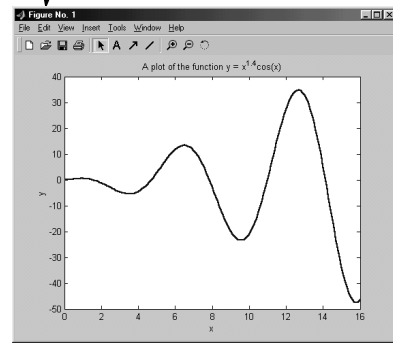 Figure No. 1
File Edit View Insert Tools Window Help
A
A plot of the function y = x^1.4cos(x)
40
30
20
10
0
-10
-20
-30
-40
-50
y
0 2 4 6 8 10 12 14 16
x